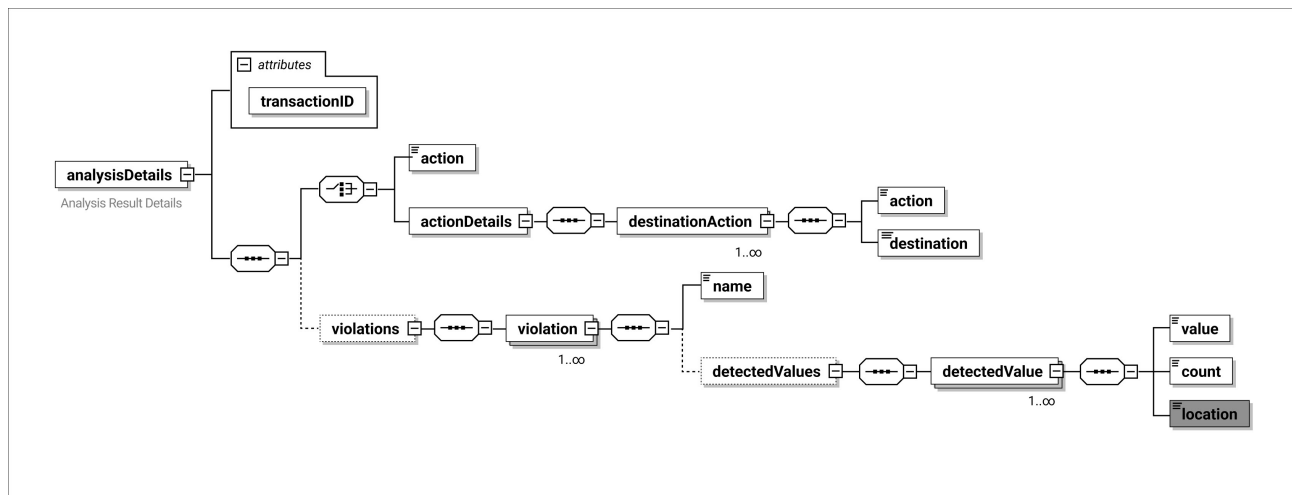 attributes
transactionID
analysisDetails
Analysis Result Details
action
actionDetails
destinationAction
1..∞
action
destination
violations
violation
1..∞
name
detectedValues
detectedValue
1..∞
value
count
location